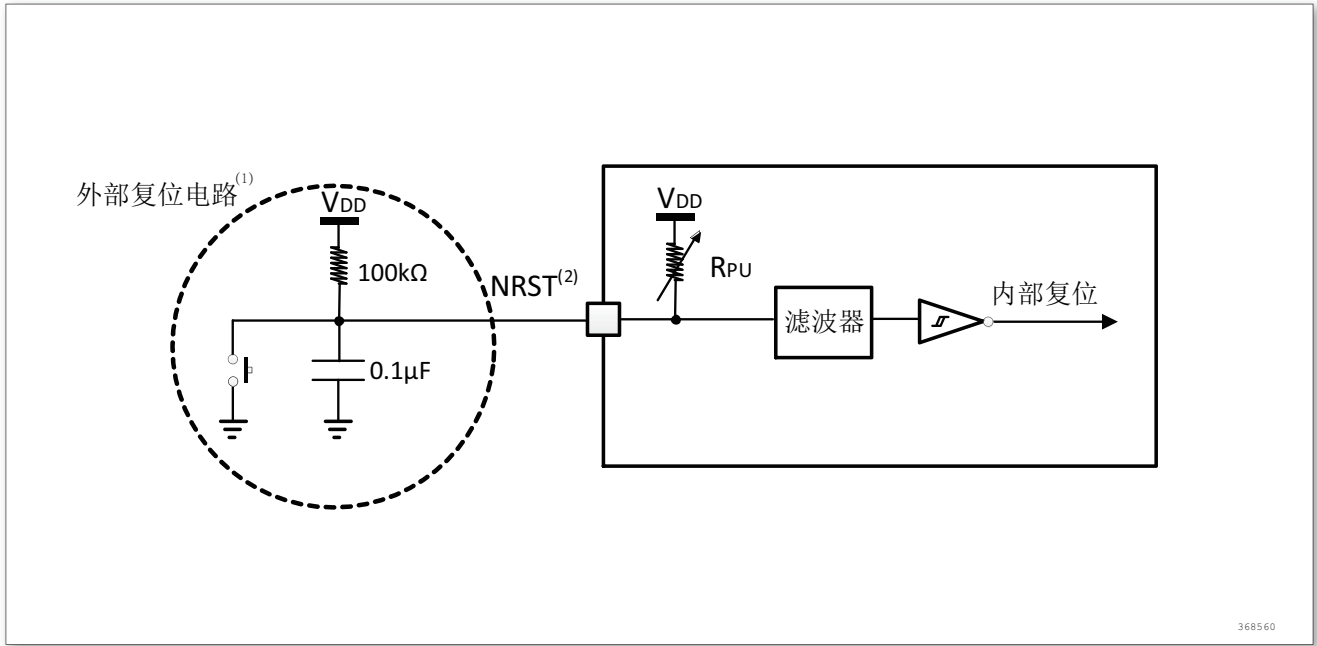 外部复位电路(1)
VDD
100kΩ
0.1μF
NRST(2)
VDD
RPU
滤波器
内部复位
368560